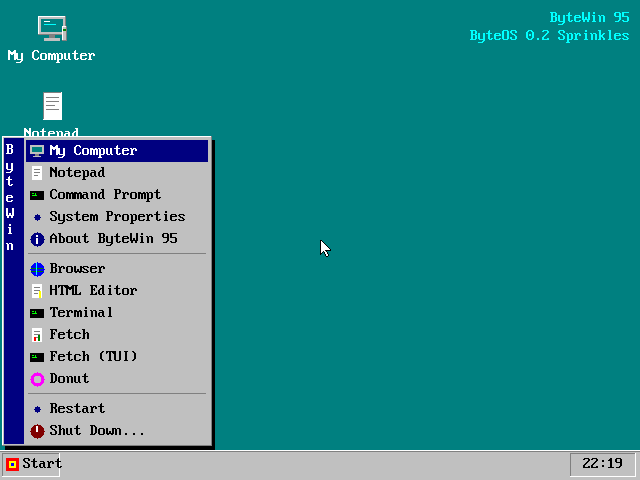 ByteWin 95
ByteOS 0.2 Sprinkles
My Computer
Notepad
ByteWin
My Computer
Notepad
Command Prompt
System Properties
About ByteWin 95
Browser
HTML Editor
Terminal
Fetch
Fetch (TUI)
Donut
Restart
Shut Down...
Start
22:19